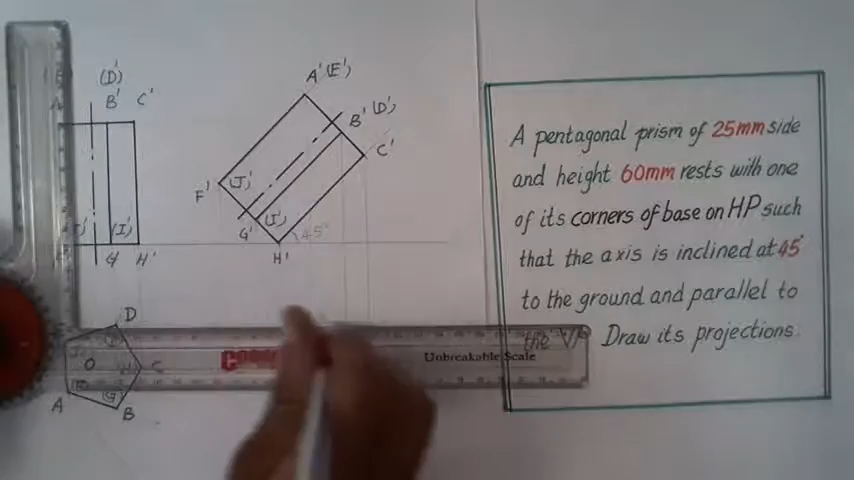 (D')
B'
C'
(I')
G'
H'
D
O
C
A
B
A' (E')
B' (D')
C'
F'
(J')
G'
(I')
45°
H'
Unbreakable Scale
A pentagonal prism of 25mm side
and height 60mm rests with one
of its corners of base on HP such
that the axis is inclined at 45°
to the ground and parallel to
the VP Draw its projections